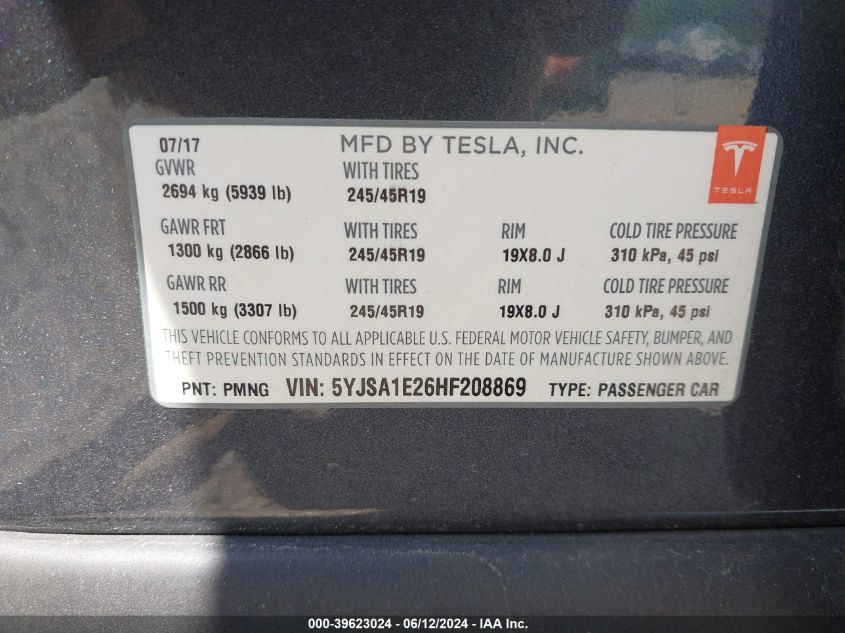 07/17 MFD BY TESLA, INC.
GVWR WITH TIRES
2694 kg (5939 lb) 245/45R19
TESLA
GAWR FRT WITH TIRES RIM COLD TIRE PRESSURE
1300 kg (2866 lb) 245/45R19 19X8.0 J 310 kPa, 45 psi
GAWR RR WITH TIRES RIM COLD TIRE PRESSURE
1500 kg (3307 lb) 245/45R19 19X8.0 J 310 kPa, 45 psi
THIS VEHICLE CONFORMS TO ALL APPLICABLE U.S. FEDERAL MOTOR VEHICLE SAFETY, BUMPER, AND
THEFT PREVENTION STANDARDS IN EFFECT ON THE DATE OF MANUFACTURE SHOWN ABOVE.
PNT: PMNG VIN: 5YJSA1E26HF208869 TYPE: PASSENGER CAR
000-39623024 - 06/12/2024 - IAA Inc.